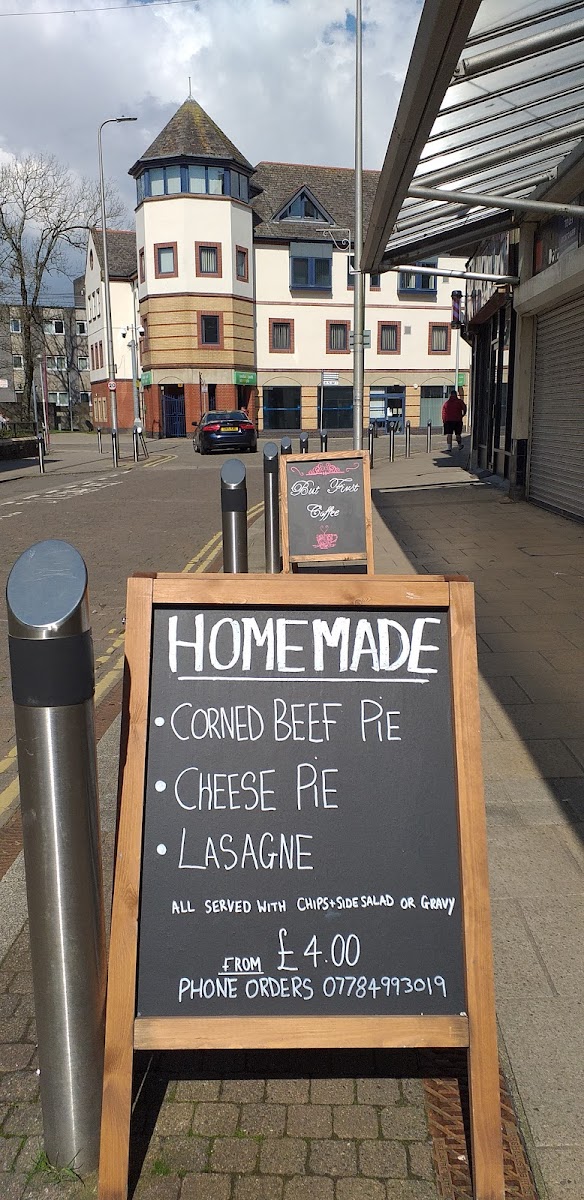 But First
Coffee
HOMEMADE
• CORNED BEEF PIE
• CHEESE PIE
• LASAGNE
ALL SERVED WITH CHIPS+SIDE SALAD OR GRAVY
FROM £4.00
PHONE ORDERS 07784993019